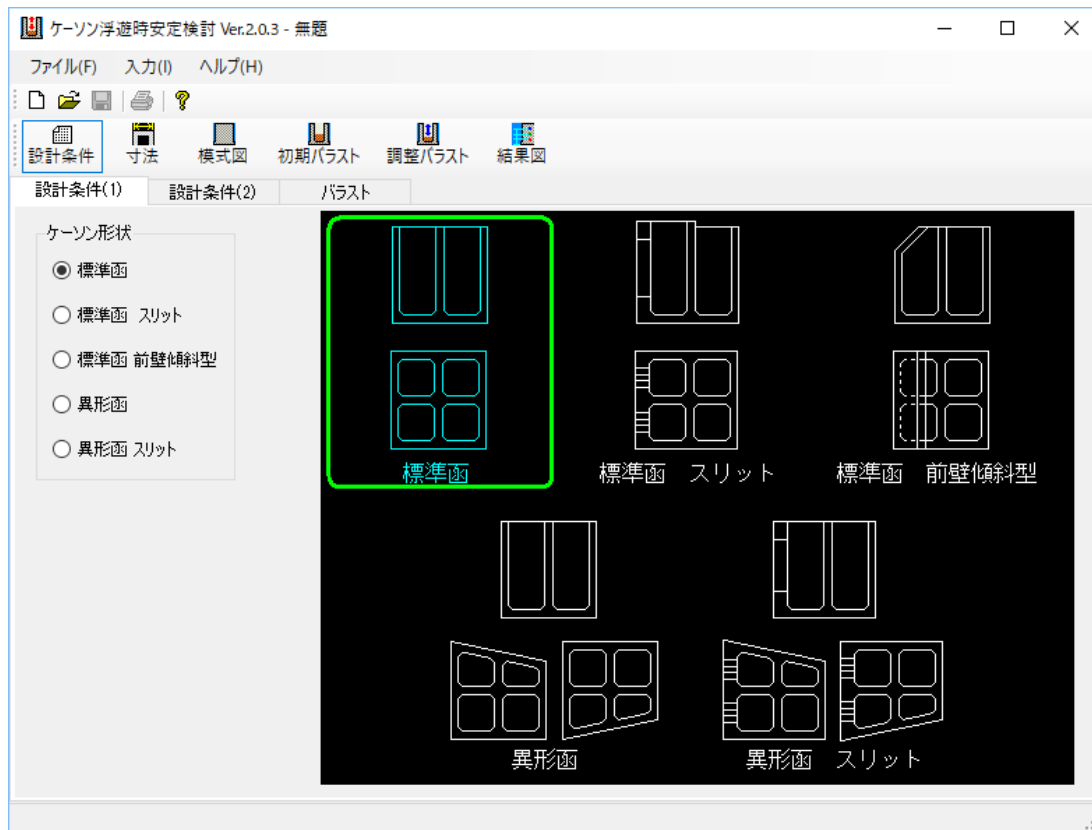 ケーソン浮遊時安定検討 Ver.2.0.3 - 無題
ファイル(F) 入力(I) ヘルプ(H)
設計条件 寸法 模式図 初期バラスト 調整バラスト 結果図
設計条件(1) 設計条件(2) バラスト
ケーソン形状
標準函
標準函 スリット
標準函 前壁傾斜型
異形函
異形函 スリット
標準函 標準函 スリット 標準函 前壁傾斜型
異形函 異形函 スリット